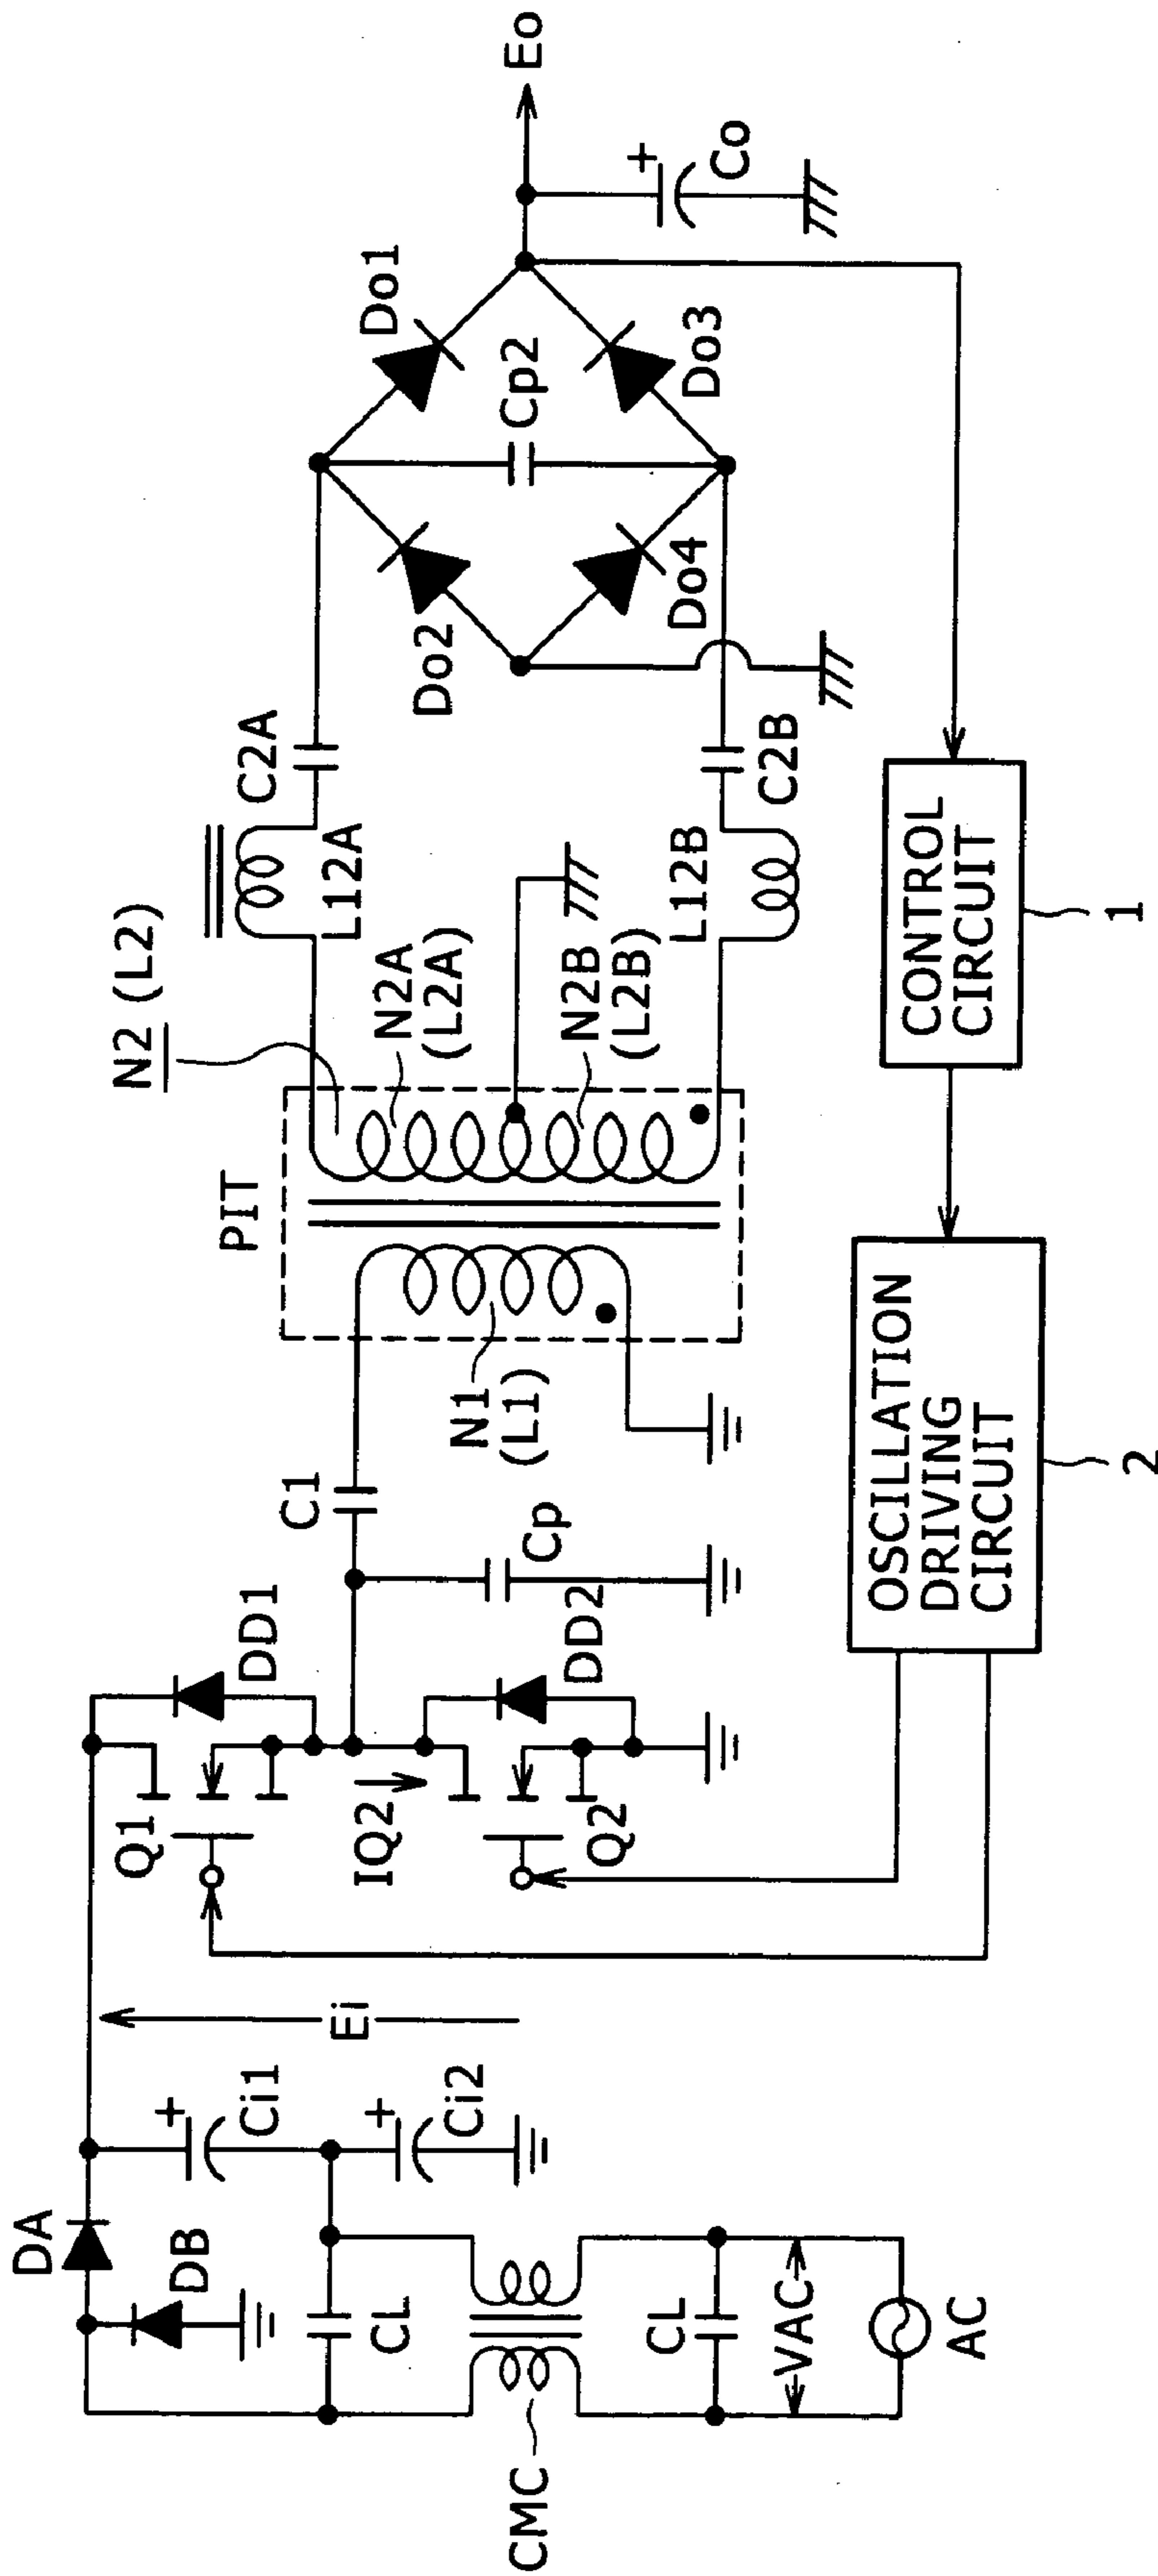 DA
DB
Ci1
+
Ci2
+
CL
CMC
CL
VAC
AC
Ei
Q1
DD1
IQ2
Q2
DD2
Cp
C1
N1
(L1)
PIT
N2 (L2)
N2A
(L2A)
N2B
(L2B)
L12A
C2A
L12B
C2B
Do2
Do1
Cp2
Do4
Do3
+
Co
Eo
OSCILLATION
DRIVING
CIRCUIT
2
CONTROL
CIRCUIT
1